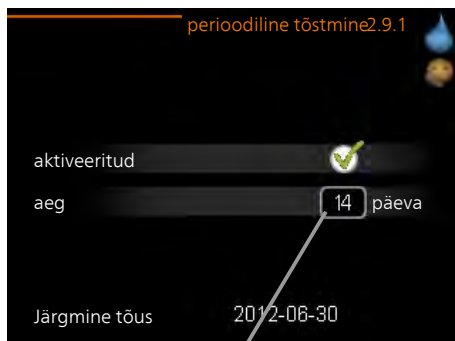 perioodiline tõstmine2.9.1
aktiveeritud
aeg 14 päeva
Järgmine tõus 2012-06-30